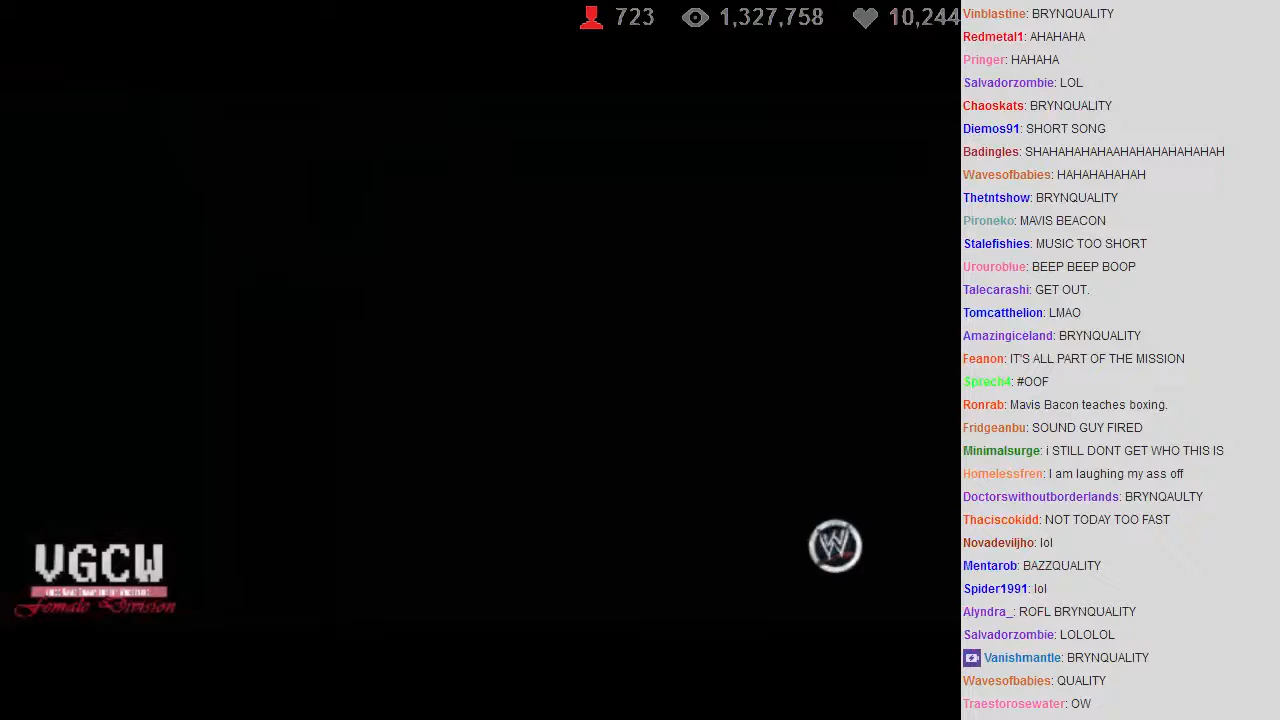 723 1,327,758 10,244
VGCW
Female Division
Vinblastine: BRYNQUALITY
Redmetal1: AHAHAHA
Pringer: HAHAHA
Salvadorzombie: LOL
Chaoskats: BRYNQUALITY
Diemos91: SHORT SONG
Badingles: SHAHAHAHAHAAHAHAHAHAHAH
Wavesofbabies: HAHAHAHAHAH
Thetntshow: BRYNQUALITY
Pironeko: MAVIS BEACON
Stalefishies: MUSIC TOO SHORT
Urouroblue: BEEP BEEP BOOP
Talecarashi: GET OUT.
Tomcatthelion: LMAO
Amazingiceland: BRYNQUALITY
Feanon: IT'S ALL PART OF THE MISSION
Sprech4: #OOF
Ronrab: Mavis Bacon teaches boxing.
Fridgeanbu: SOUND GUY FIRED
Minimalsurge: i STILL DONT GET WHO THIS IS
Homelessfren: I am laughing my ass off
Doctorswithoutborderlands: BRYNQAULTY
Thaciscokidd: NOT TODAY TOO FAST
Novadeviljho: lol
Mentarob: BAZZQUALITY
Spider1991: lol
Alyndra_: ROFL BRYNQUALITY
Salvadorzombie: LOLOLOL
Vanishmantle: BRYNQUALITY
Wavesofbabies: QUALITY
Traestorosewater: OW